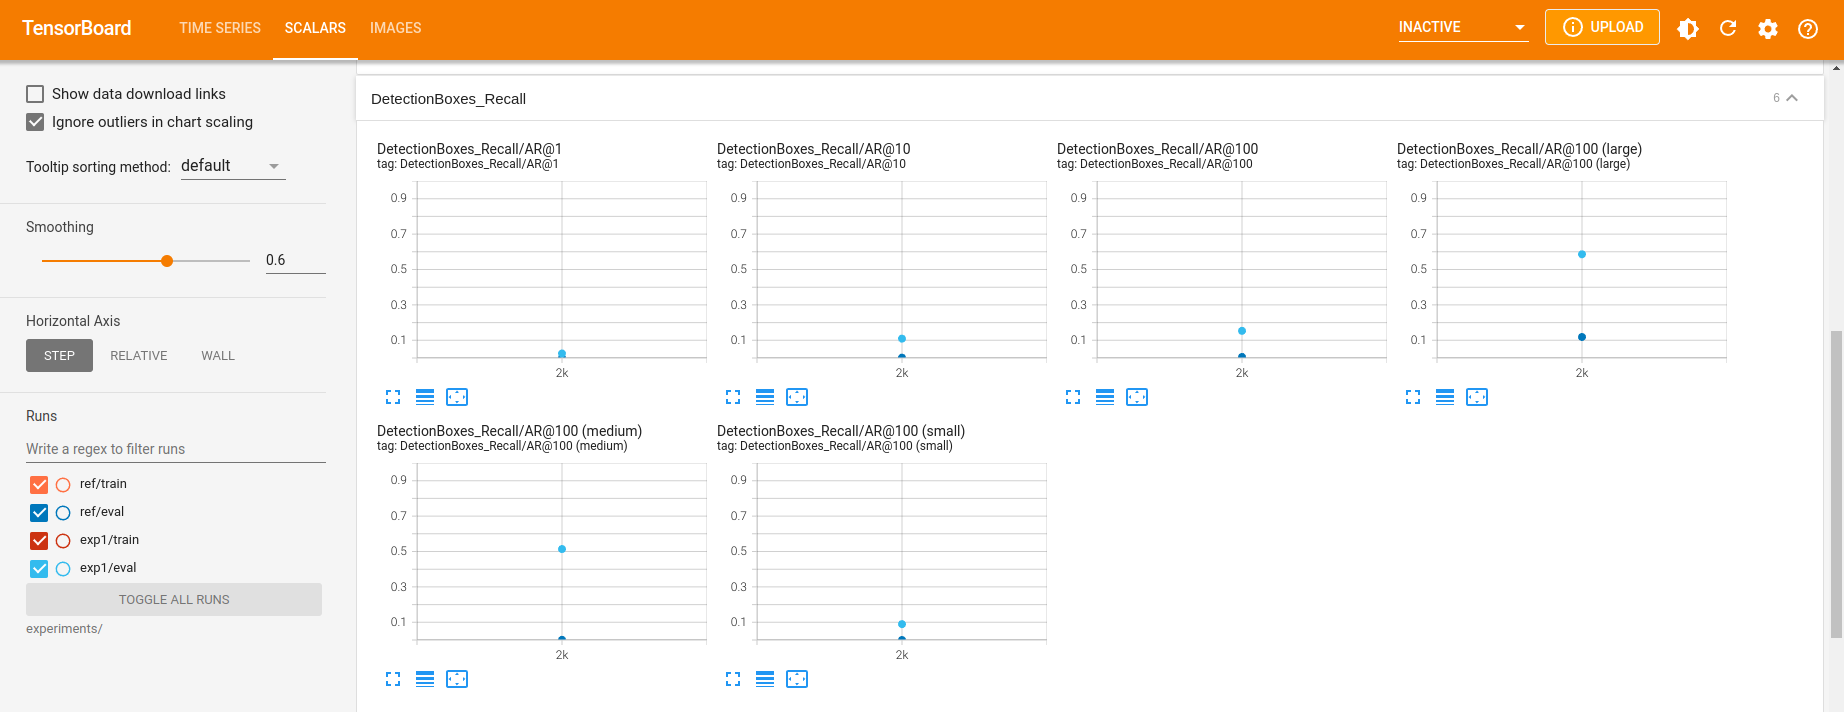 TensorBoard TIME SERIES SCALARS IMAGES INACTIVE UPLOAD
Show data download links
Ignore outliers in chart scaling
Tooltip sorting method: default
Smoothing
0.6
Horizontal Axis
STEP RELATIVE WALL
Runs
Write a regex to filter runs
ref/train
ref/eval
exp1/train
exp1/eval
TOGGLE ALL RUNS
experiments/
DetectionBoxes_Recall 6
DetectionBoxes_Recall/AR@1
tag: DetectionBoxes_Recall/AR@1
0.9
0.7
0.5
0.3
0.1
2k
DetectionBoxes_Recall/AR@10
tag: DetectionBoxes_Recall/AR@10
0.9
0.7
0.5
0.3
0.1
2k
DetectionBoxes_Recall/AR@100
tag: DetectionBoxes_Recall/AR@100
0.9
0.7
0.5
0.3
0.1
2k
DetectionBoxes_Recall/AR@100 (large)
tag: DetectionBoxes_Recall/AR@100 (large)
0.9
0.7
0.5
0.3
0.1
2k
DetectionBoxes_Recall/AR@100 (medium)
tag: DetectionBoxes_Recall/AR@100 (medium)
0.9
0.7
0.5
0.3
0.1
2k
DetectionBoxes_Recall/AR@100 (small)
tag: DetectionBoxes_Recall/AR@100 (small)
0.9
0.7
0.5
0.3
0.1
2k